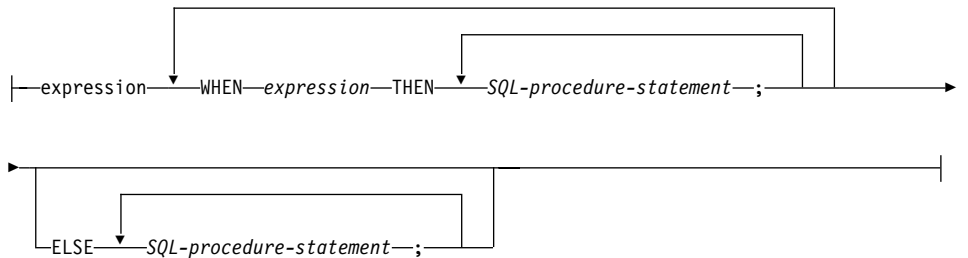 expression WHEN expression THEN SQL-procedure-statement ;
ELSE SQL-procedure-statement ;